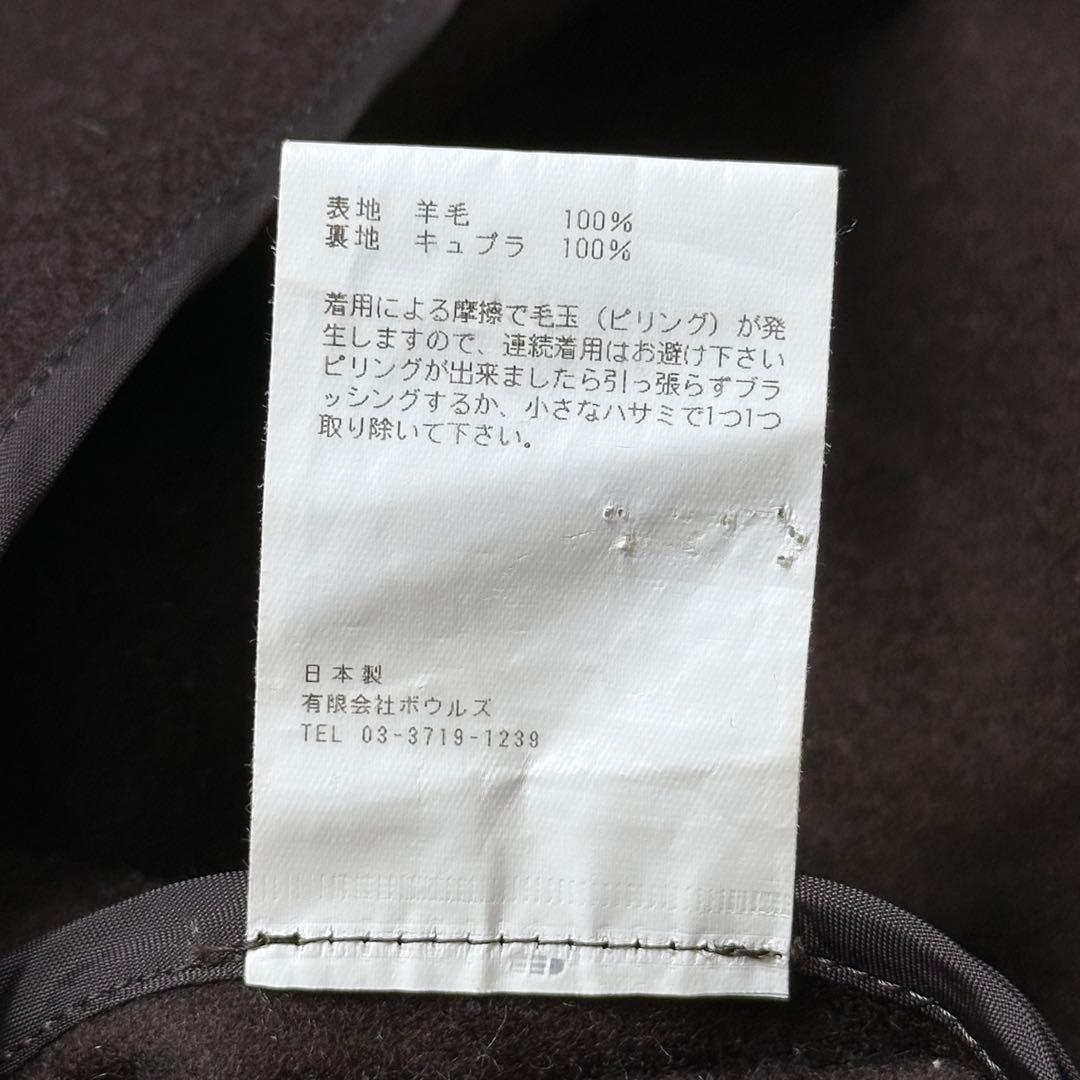 表地 羊毛 100%
裏地 キュプラ 100%
着用による摩擦で毛玉（ピリング）が発
生しますので、連続着用はお避け下さい
ピリングが出来ましたら引っ張らずブラ
ッシングするか、小さなハサミで1つ1つ
取り除いて下さい。
日本製
有限会社ボウルズ
TEL 03-3719-1239